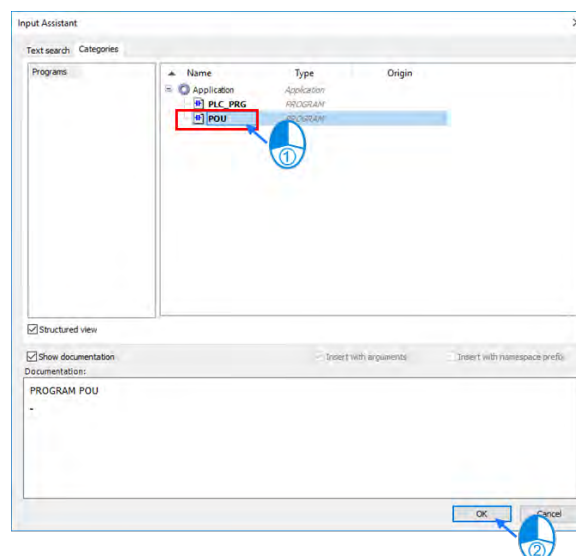 Input Assistant
Text search Categories
Programs
Name Type Origin
Application Application
PLC_PRG PROGRAM
POU PROGRAM
①
Structured view
Show documentation Insert with arguments Insert with namespace prefix
Documentation:
PROGRAM POU
-
OK Cancel
②